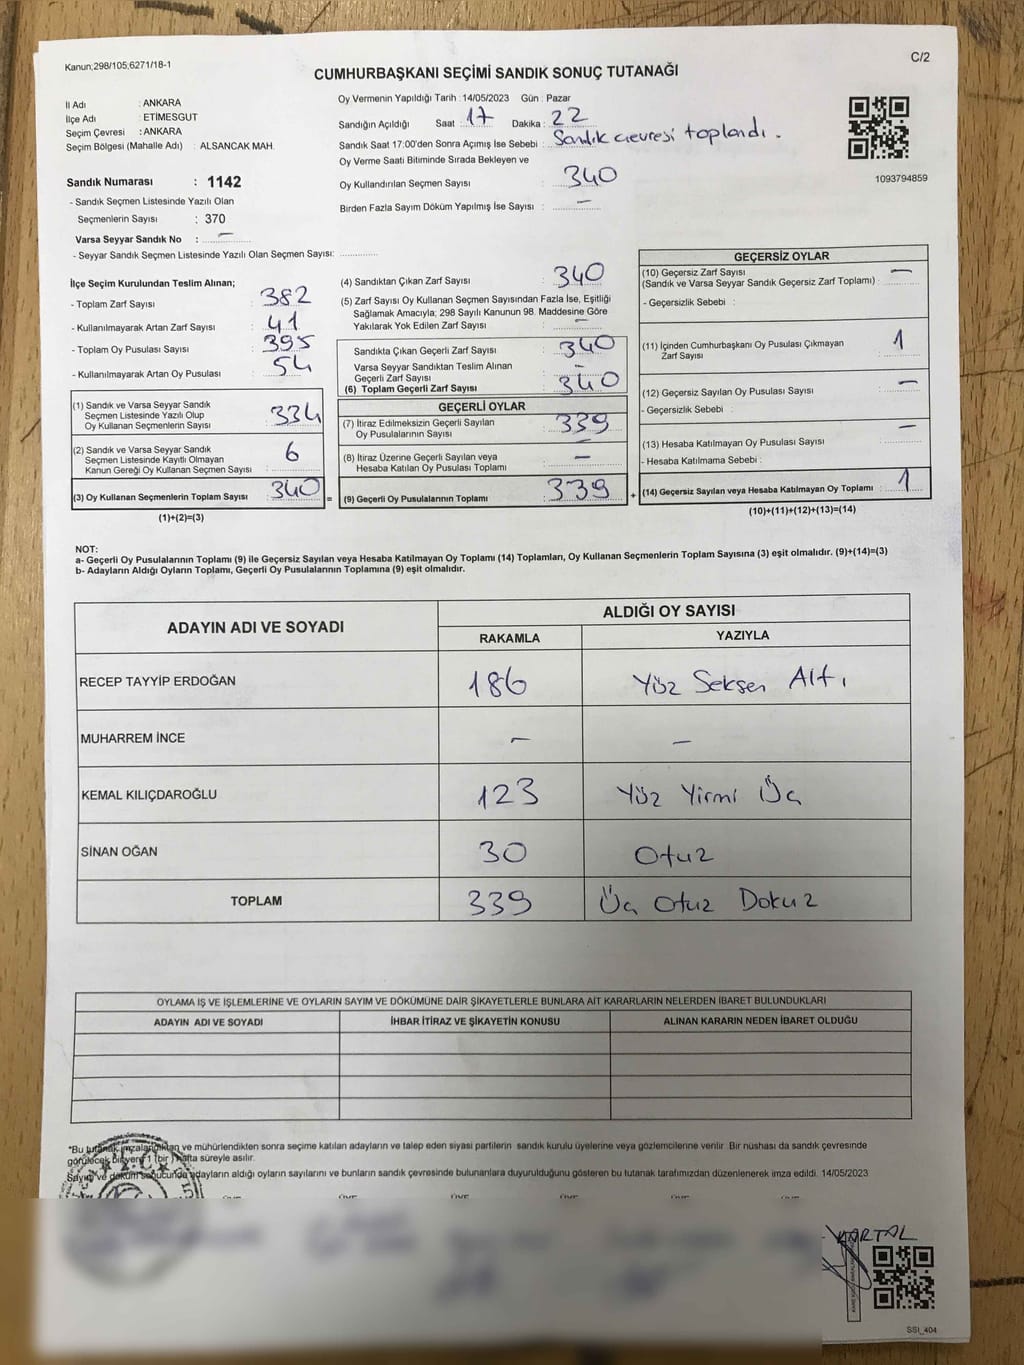 Kanun;298/105;6271/18-1
C/2
CUMHURBAŞKANI SEÇİMİ SANDIK SONUÇ TUTANAĞI
İl Adı : ANKARA
İlçe Adı : ETİMESGUT
Seçim Çevresi : ANKARA
Seçim Bölgesi (Mahalle Adı) : ALSANCAK MAH.
Oy Vermenin Yapıldığı Tarih : 14/05/2023 Gün : Pazar
Sandığın Açıldığı Saat : 17 Dakika : 22
Sandık Saat 17:00'den Sonra Açımış İse Sebebi : Sandık çevresi toplandı.
Oy Verme Saati Bitiminde Sırada Bekleyen ve
Oy Kullandırılan Seçmen Sayısı : 340
Birden Fazla Sayım Döküm Yapılmış İse Sayısı : –
1093794859
Sandık Numarası : 1142
- Sandık Seçmen Listesinde Yazılı Olan
Seçmenlerin Sayısı : 370
Varsa Seyyar Sandık No : –
- Seyyar Sandık Seçmen Listesinde Yazılı Olan Seçmen Sayısı:
İlçe Seçim Kurulundan Teslim Alınan;
- Toplam Zarf Sayısı : 382
- Kullanılmayarak Artan Zarf Sayısı : 41
- Toplam Oy Pusulası Sayısı : 395
- Kullanılmayarak Artan Oy Pusulası : 54
(1) Sandık ve Varsa Seyyar Sandık
Seçmen Listesinde Yazılı Olup
Oy Kullanan Seçmenlerin Sayısı : 334
(2) Sandık ve Varsa Seyyar Sandık
Seçmen Listesinde Kayıtlı Olmayan
Kanun Gereği Oy Kullanan Seçmen Sayısı : 6
(3) Oy Kullanan Seçmenlerin Toplam Sayısı : 340 =
(1)+(2)=(3)
(4) Sandıktan Çıkan Zarf Sayısı : 340
(5) Zarf Sayısı Oy Kullanan Seçmen Sayısından Fazla İse, Eşitliği
Sağlamak Amacıyla; 298 Sayılı Kanunun 98. Maddesine Göre
Yakılarak Yok Edilen Zarf Sayısı : –
Sandıkta Çıkan Geçerli Zarf Sayısı : 340
Varsa Seyyar Sandıktan Teslim Alınan
Geçerli Zarf Sayısı : –
(6) Toplam Geçerli Zarf Sayısı : 340
GEÇERLİ OYLAR
(7) İtiraz Edilmeksizin Geçerli Sayılan
Oy Pusulalarının Sayısı : 339
(8) İtiraz Üzerine Geçerli Sayılan veya
Hesaba Katılan Oy Pusulası Toplamı : –
(9) Geçerli Oy Pusulalarının Toplamı : 339 +
GEÇERSİZ OYLAR
(10) Geçersiz Zarf Sayısı
(Sandık ve Varsa Seyyar Sandık Geçersiz Zarf Toplamı) : –
- Geçersizlik Sebebi :
(11) İçinden Cumhurbaşkanı Oy Pusulası Çıkmayan
Zarf Sayısı : 1
(12) Geçersiz Sayılan Oy Pusulası Sayısı : –
- Geçersizlik Sebebi :
(13) Hesaba Katılmayan Oy Pusulası Sayısı : –
- Hesaba Katılmama Sebebi :
(14) Geçersiz Sayılan veya Hesaba Katılmayan Oy Toplamı : 1
(10)+(11)+(12)+(13)=(14)
NOT:
a- Geçerli Oy Pusulalarının Toplamı (9) ile Geçersiz Sayılan veya Hesaba Katılmayan Oy Toplamı (14) Toplamları, Oy Kullanan Seçmenlerin Toplam Sayısına (3) eşit olmalıdır. (9)+(14)=(3)
b- Adayların Aldığı Oyların Toplamı, Geçerli Oy Pusulalarının Toplamına (9) eşit olmalıdır.
ADAYIN ADI VE SOYADI
ALDIĞI OY SAYISI
RAKAMLA YAZIYLA
RECEP TAYYİP ERDOĞAN 186 Yüz Seksen Altı
MUHARREM İNCE – –
KEMAL KILIÇDAROĞLU 123 Yüz Yirmi Üç
SİNAN OĞAN 30 Otuz
TOPLAM 339 Üç Otuz Dokuz
OYLAMA İŞ VE İŞLEMLERİNE VE OYLARIN SAYIM VE DÖKÜMÜNE DAİR ŞİKAYETLERLE BUNLARA AİT KARARLARIN NELERDEN İBARET BULUNDUKLARI
ADAYIN ADI VE SOYADI İHBAR İTİRAZ VE ŞİKAYETİN KONUSU ALINAN KARARIN NEDEN İBARET OLDUĞU
*Bu tutanak imzalandıktan ve mühürlendikten sonra seçime katılan adayların ve talep eden siyasi partilerin sandık kurulu üyelerine veya gözlemcilerine verilir. Bir nüshası da sandık çevresinde
görülecek bir yere 1 (bir) hafta süreyle asılır.
Sayım ve döküm sonucunda adayların aldığı oyların sayılarını ve bunların sandık çevresinde bulunanlara duyurulduğunu gösteren bu tutanak tarafımızdan düzenlenerek imza edildi. 14/05/2023
KARTAL
SSI_404